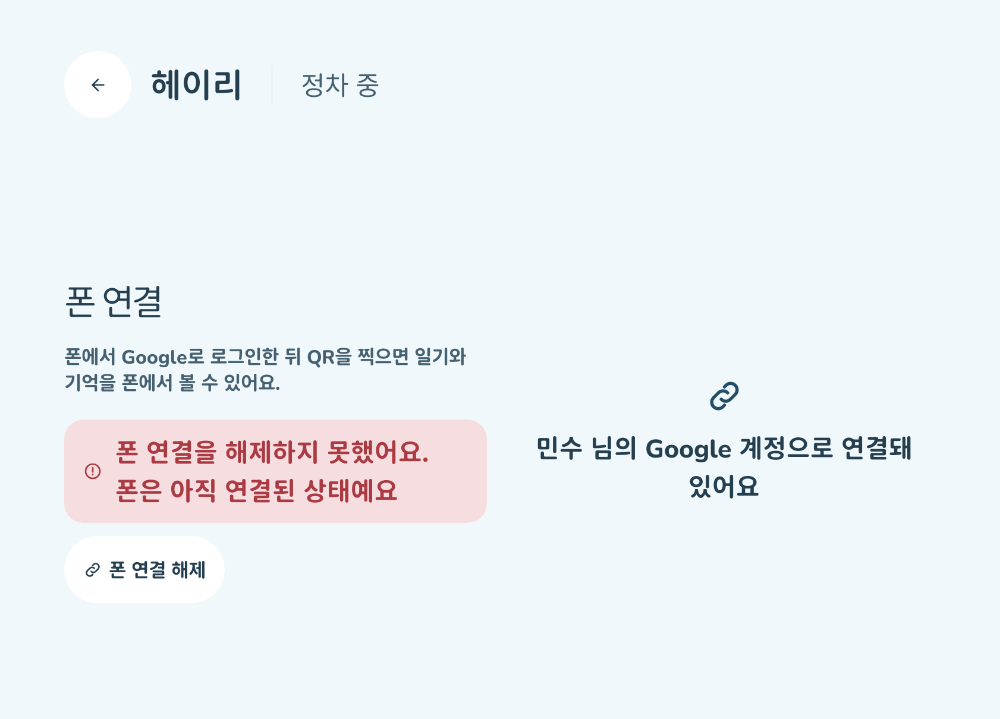 헤이리
정차 중
폰 연결
폰에서 Google로 로그인한 뒤 QR을 찍으면 일기와
기억을 폰에서 볼 수 있어요.
폰 연결을 해제하지 못했어요.
폰은 아직 연결된 상태예요
폰 연결 해제
민수 님의 Google 계정으로 연결돼
있어요